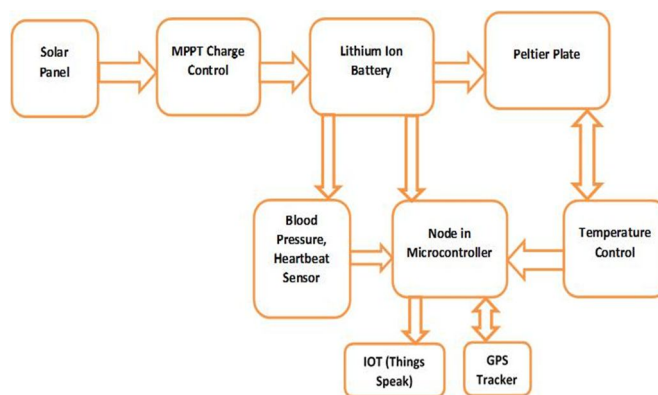 Solar
Panel
MPPT Charge
Control
Lithium Ion
Battery
Peltier Plate
Blood
Pressure,
Heartbeat
Sensor
Node in
Microcontroller
Temperature
Control
IOT (Things
Speak)
GPS
Tracker